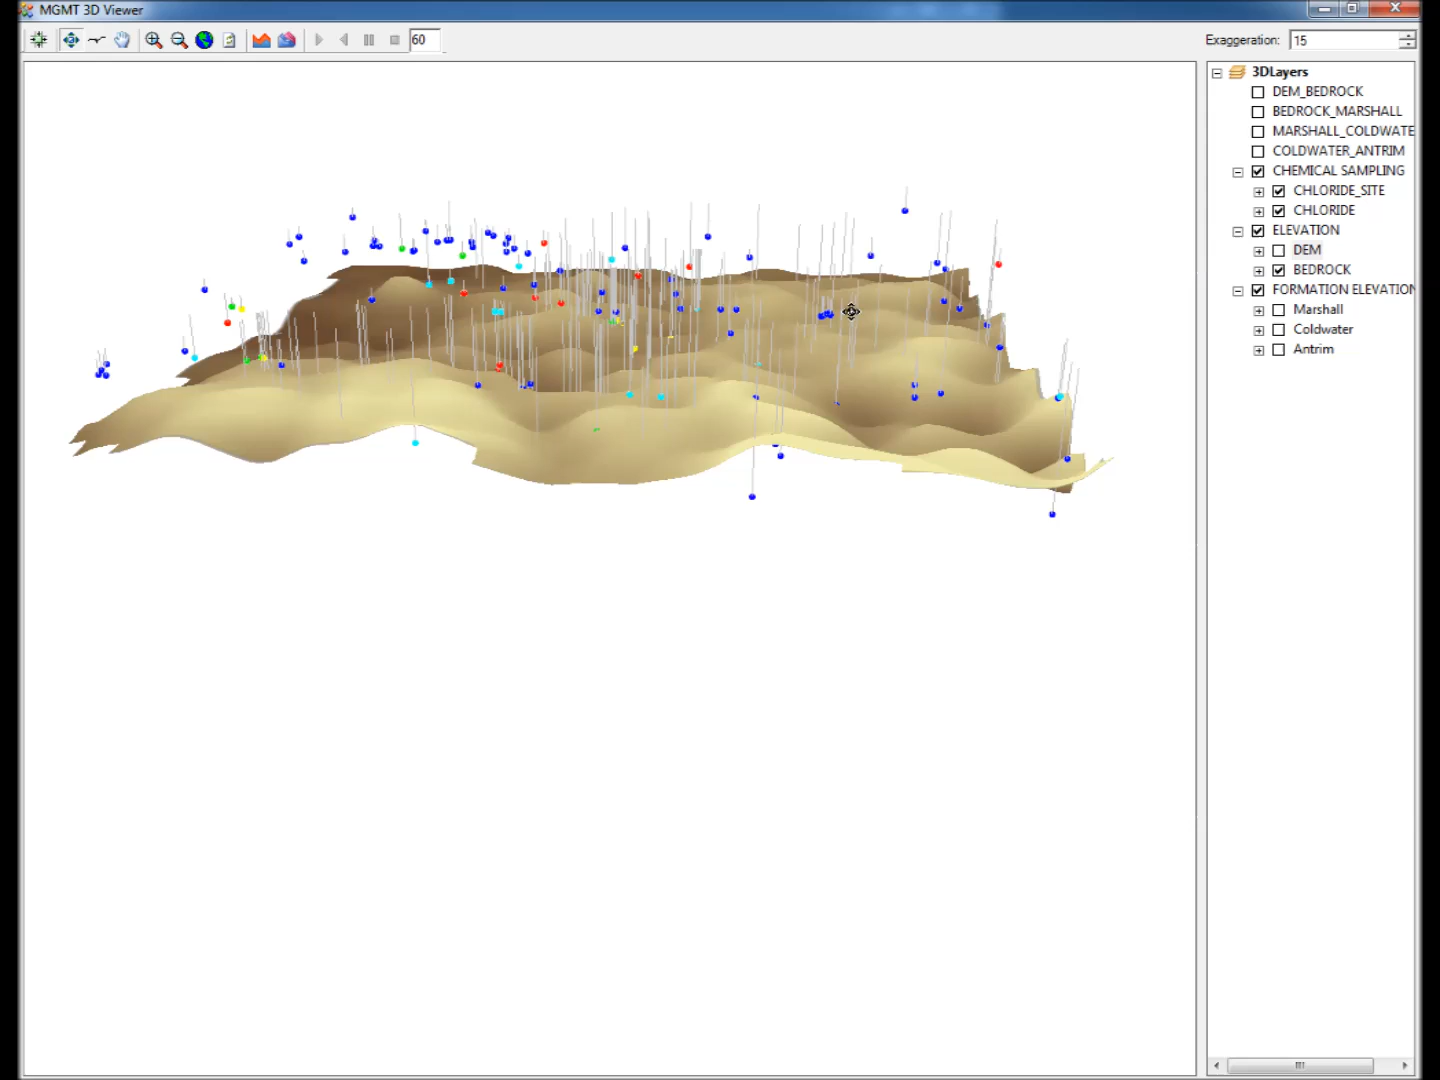 MGMT 3D Viewer
60
Exaggeration: 15
3DLayers
DEM_BEDROCK
BEDROCK_MARSHALL
MARSHALL_COLDWATE
COLDWATER_ANTRIM
CHEMICAL SAMPLING
CHLORIDE_SITE
CHLORIDE
ELEVATION
DEM
BEDROCK
FORMATION ELEVATION
Marshall
Coldwater
Antrim